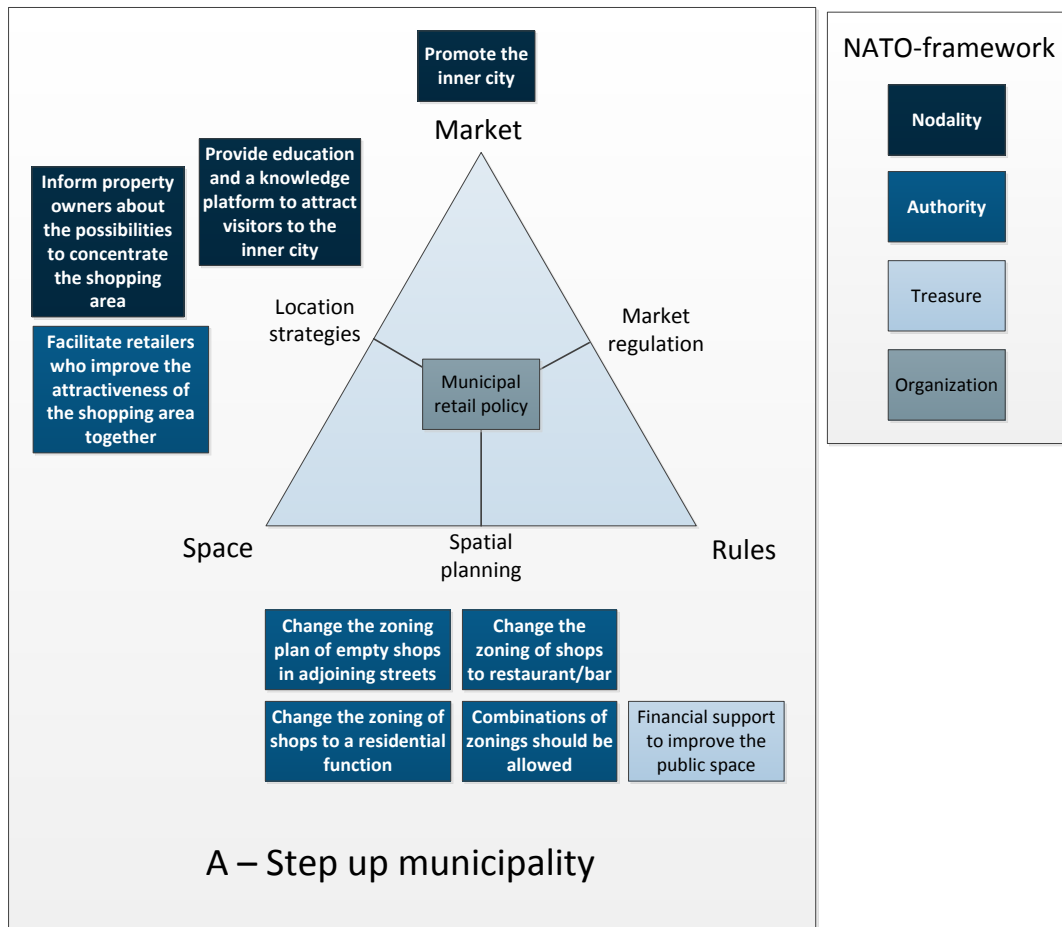 Promote the
inner city
Market
Provide education
and a knowledge
platform to attract
visitors to the
inner city
Inform property
owners about
the possibilities
to concentrate
the shopping
area
Facilitate retailers
who improve the
attractiveness of
the shopping area
together
Location
strategies
Market
regulation
Municipal
retail policy
Space
Spatial
planning
Rules
Change the zoning
plan of empty shops
in adjoining streets
Change the
zoning of shops
to restaurant/bar
Change the zoning of
shops to a residential
function
Combinations of
zonings should be
allowed
Financial support
to improve the
public space
A – Step up municipality
NATO-framework
Nodality
Authority
Treasure
Organization